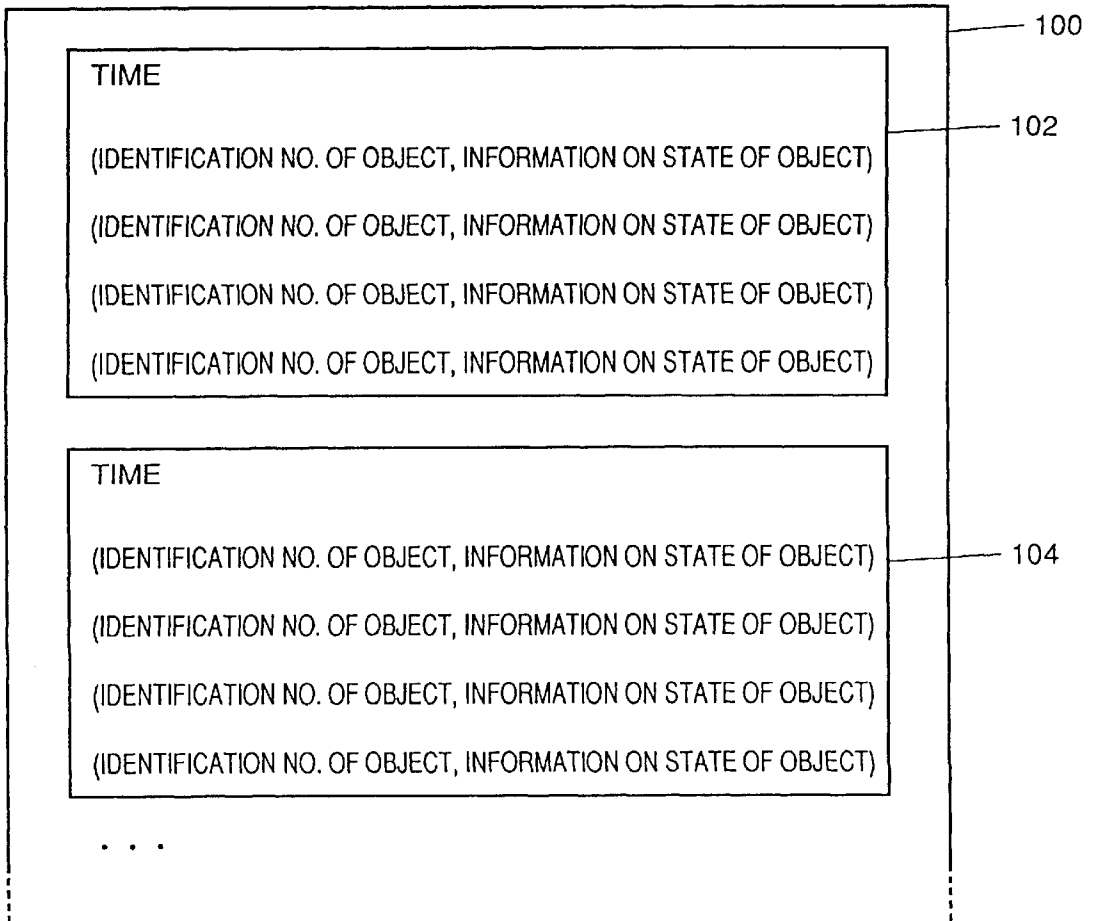 100
TIME
102
(IDENTIFICATION NO. OF OBJECT, INFORMATION ON STATE OF OBJECT)
(IDENTIFICATION NO. OF OBJECT, INFORMATION ON STATE OF OBJECT)
(IDENTIFICATION NO. OF OBJECT, INFORMATION ON STATE OF OBJECT)
(IDENTIFICATION NO. OF OBJECT, INFORMATION ON STATE OF OBJECT)
TIME
104
(IDENTIFICATION NO. OF OBJECT, INFORMATION ON STATE OF OBJECT)
(IDENTIFICATION NO. OF OBJECT, INFORMATION ON STATE OF OBJECT)
(IDENTIFICATION NO. OF OBJECT, INFORMATION ON STATE OF OBJECT)
(IDENTIFICATION NO. OF OBJECT, INFORMATION ON STATE OF OBJECT)
. . .